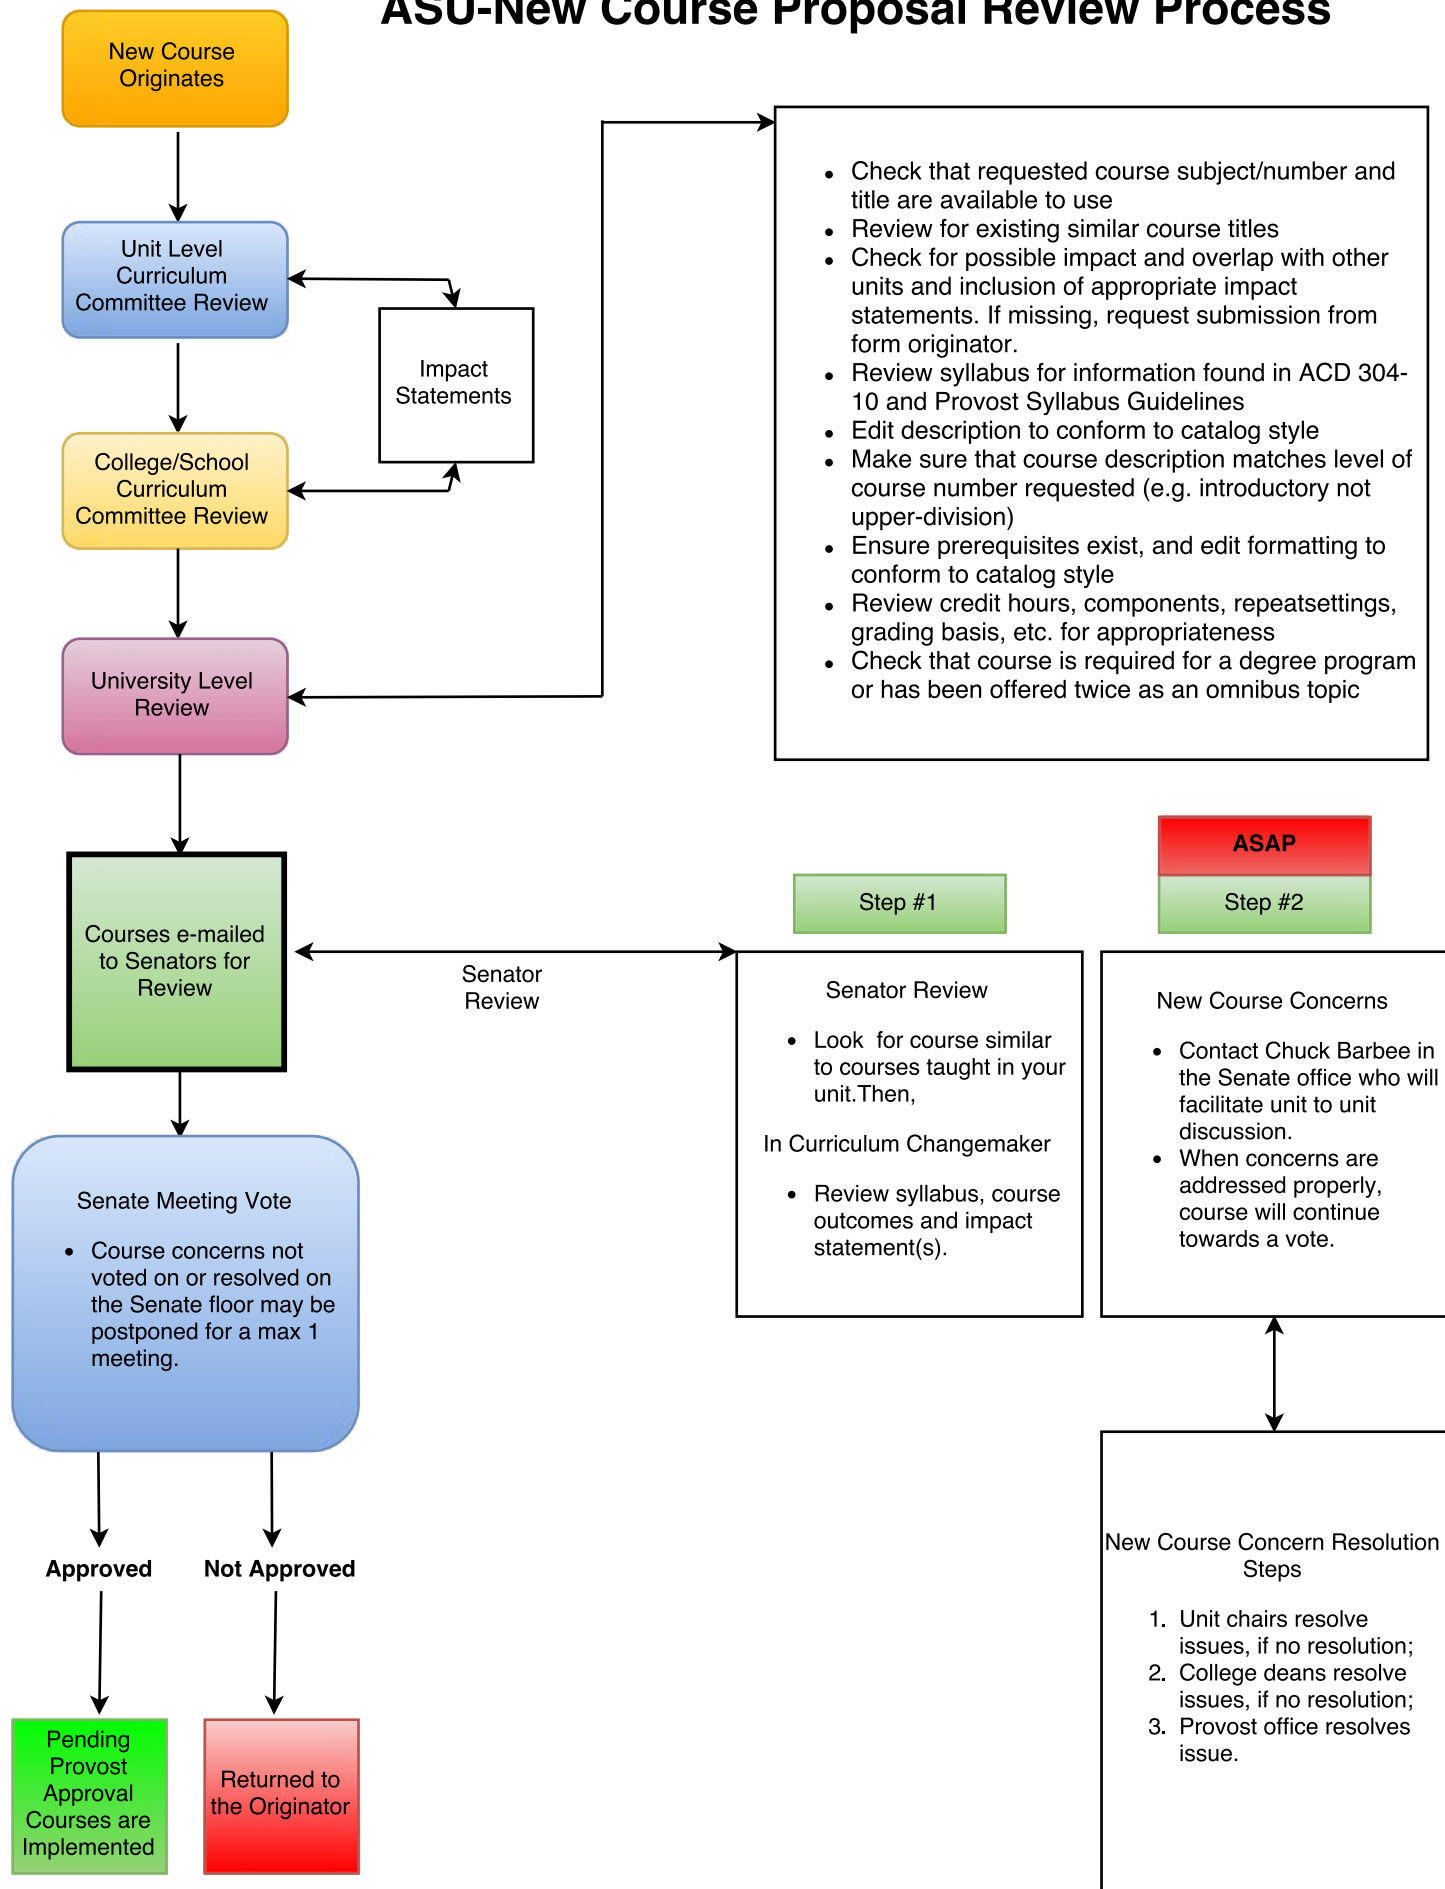 ASU-New Course Proposal Review Process
New Course
Originates
Unit Level
Curriculum
Committee Review
Impact
Statements
College/School
Curriculum
Committee Review
University Level
Review
• Check that requested course subject/number and
title are available to use
• Review for existing similar course titles
• Check for possible impact and overlap with other
units and inclusion of appropriate impact
statements. If missing, request submission from
form originator.
• Review syllabus for information found in ACD 304-
10 and Provost Syllabus Guidelines
• Edit description to conform to catalog style
• Make sure that course description matches level of
course number requested (e.g. introductory not
upper-division)
• Ensure prerequisites exist, and edit formatting to
conform to catalog style
• Review credit hours, components, repeatsettings,
grading basis, etc. for appropriateness
• Check that course is required for a degree program
or has been offered twice as an omnibus topic
Courses e-mailed
to Senators for
Review
Senator
Review
Step #1
Senator Review
• Look  for course similar
to courses taught in your
unit.Then,
In Curriculum Changemaker
• Review syllabus, course
outcomes and impact
statement(s).
ASAP
Step #2
New Course Concerns
• Contact Chuck Barbee in
the Senate office who will
facilitate unit to unit
discussion.
• When concerns are
addressed properly,
course will continue
towards a vote.
New Course Concern Resolution
Steps
1. Unit chairs resolve
issues, if no resolution;
2. College deans resolve
issues, if no resolution;
3. Provost office resolves
issue.
Senate Meeting Vote
• Course concerns not
voted on or resolved on
the Senate floor may be
postponed for a max 1
meeting.
Approved
Not Approved
Pending
Provost
Approval
Courses are
Implemented
Returned to
the Originator